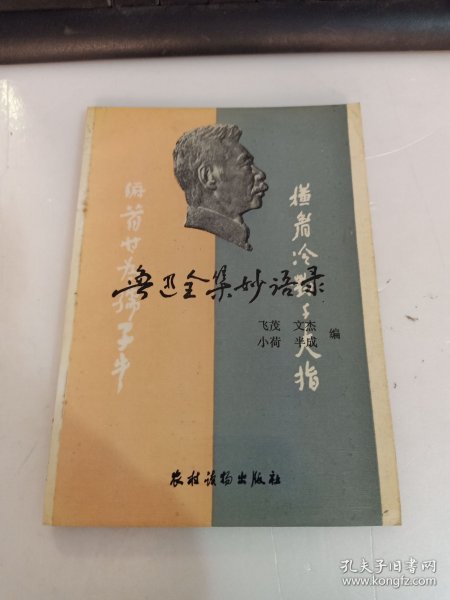 横眉冷对千夫指
俯首甘为孺子牛
鲁迅全集妙语录
飞茂 文杰
小荷 半成 编
农村读物出版社
孔夫子旧书网
www.kongfz.com